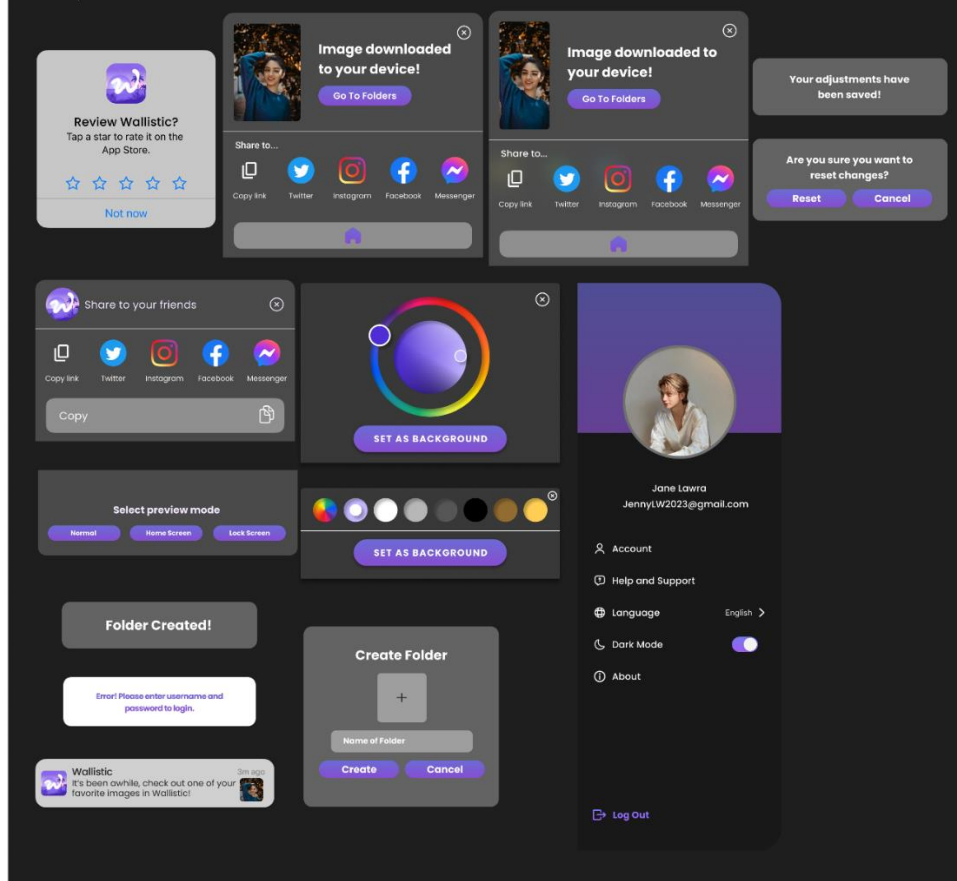 Review Wallistic?
Tap a star to rate it on the
App Store.
Not now
Image downloaded
to your device!
Go To Folders
Share to...
Copy link
Twitter
Instagram
Facebook
Messenger
Image downloaded to
your device!
Go To Folders
Share to...
Copy link
Twitter
Instagram
Facebook
Messenger
Your adjustments have
been saved!
Are you sure you want to
reset changes?
Reset
Cancel
Share to your friends
Copy link
Twitter
Instagram
Facebook
Messenger
Copy
SET AS BACKGROUND
Select preview mode
Normal
Home Screen
Lock Screen
SET AS BACKGROUND
Jane Lawra
JennyLW2023@gmail.com
Account
Help and Support
Language
English
Dark Mode
About
Log Out
Folder Created!
Error! Please enter username and
password to login.
Wallistic
3m ago
It's been awhile, check out one of your
favorite images in Wallistic!
Create Folder
+
Name of Folder
Create
Cancel